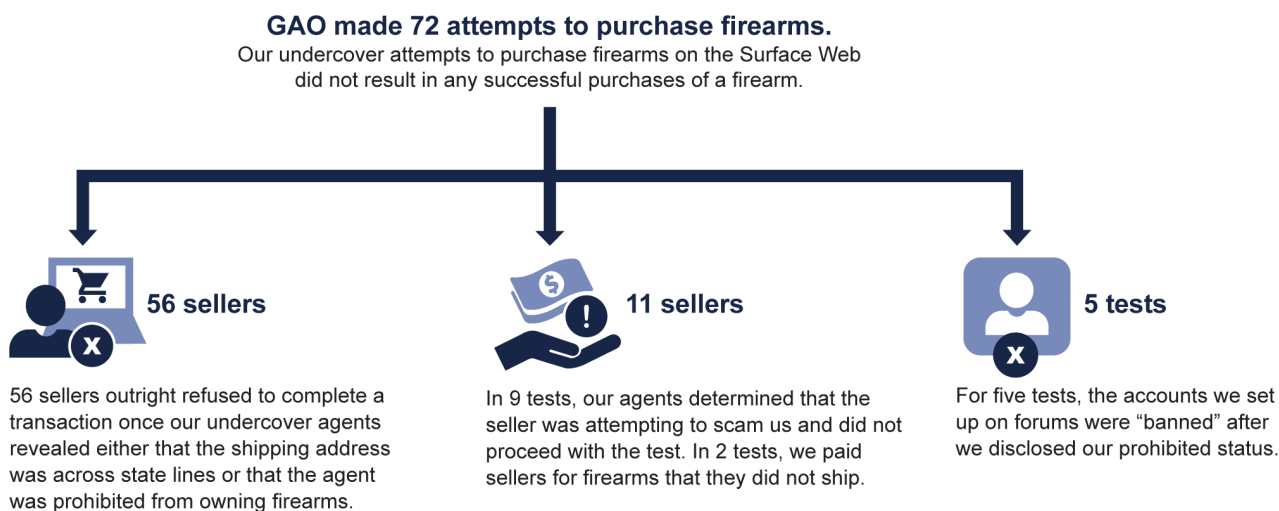 GAO made 72 attempts to purchase firearms.
Our undercover attempts to purchase firearms on the Surface Web
did not result in any successful purchases of a firearm.
56 sellers
X
56 sellers outright refused to complete a
transaction once our undercover agents
revealed either that the shipping address
was across state lines or that the agent
was prohibited from owning firearms.
$
!
11 sellers
In 9 tests, our agents determined that the
seller was attempting to scam us and did not
proceed with the test. In 2 tests, we paid
sellers for firearms that they did not ship.
5 tests
X
For five tests, the accounts we set
up on forums were “banned” after
we disclosed our prohibited status.